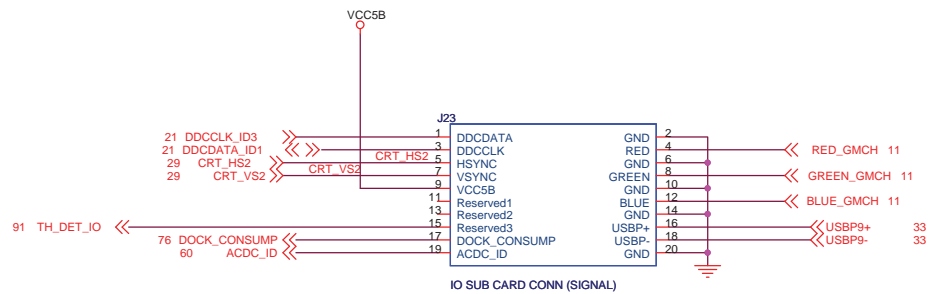 VCC5B
J23
21 DDCCLK_ID3 1 DDCDATA GND 2
21 DDCDATA_ID1 3 DDCCLK RED 4 RED_GMCH 11
29 CRT_HS2 CRT_HS2 5 HSYNC GND 6
29 CRT_VS2 CRT_VS2 7 VSYNC GREEN 8 GREEN_GMCH 11
9 VCC5B GND 10
11 Reserved1 BLUE 12 BLUE_GMCH 11
13 Reserved2 GND 14
91 TH_DET_IO 15 Reserved3 USBP+ 16 USBP9+ 33
76 DOCK_CONSUMP 17 DOCK_CONSUMP USBP- 18 USBP9- 33
60 ACDC_ID 19 ACDC_ID GND 20
IO SUB CARD CONN (SIGNAL)